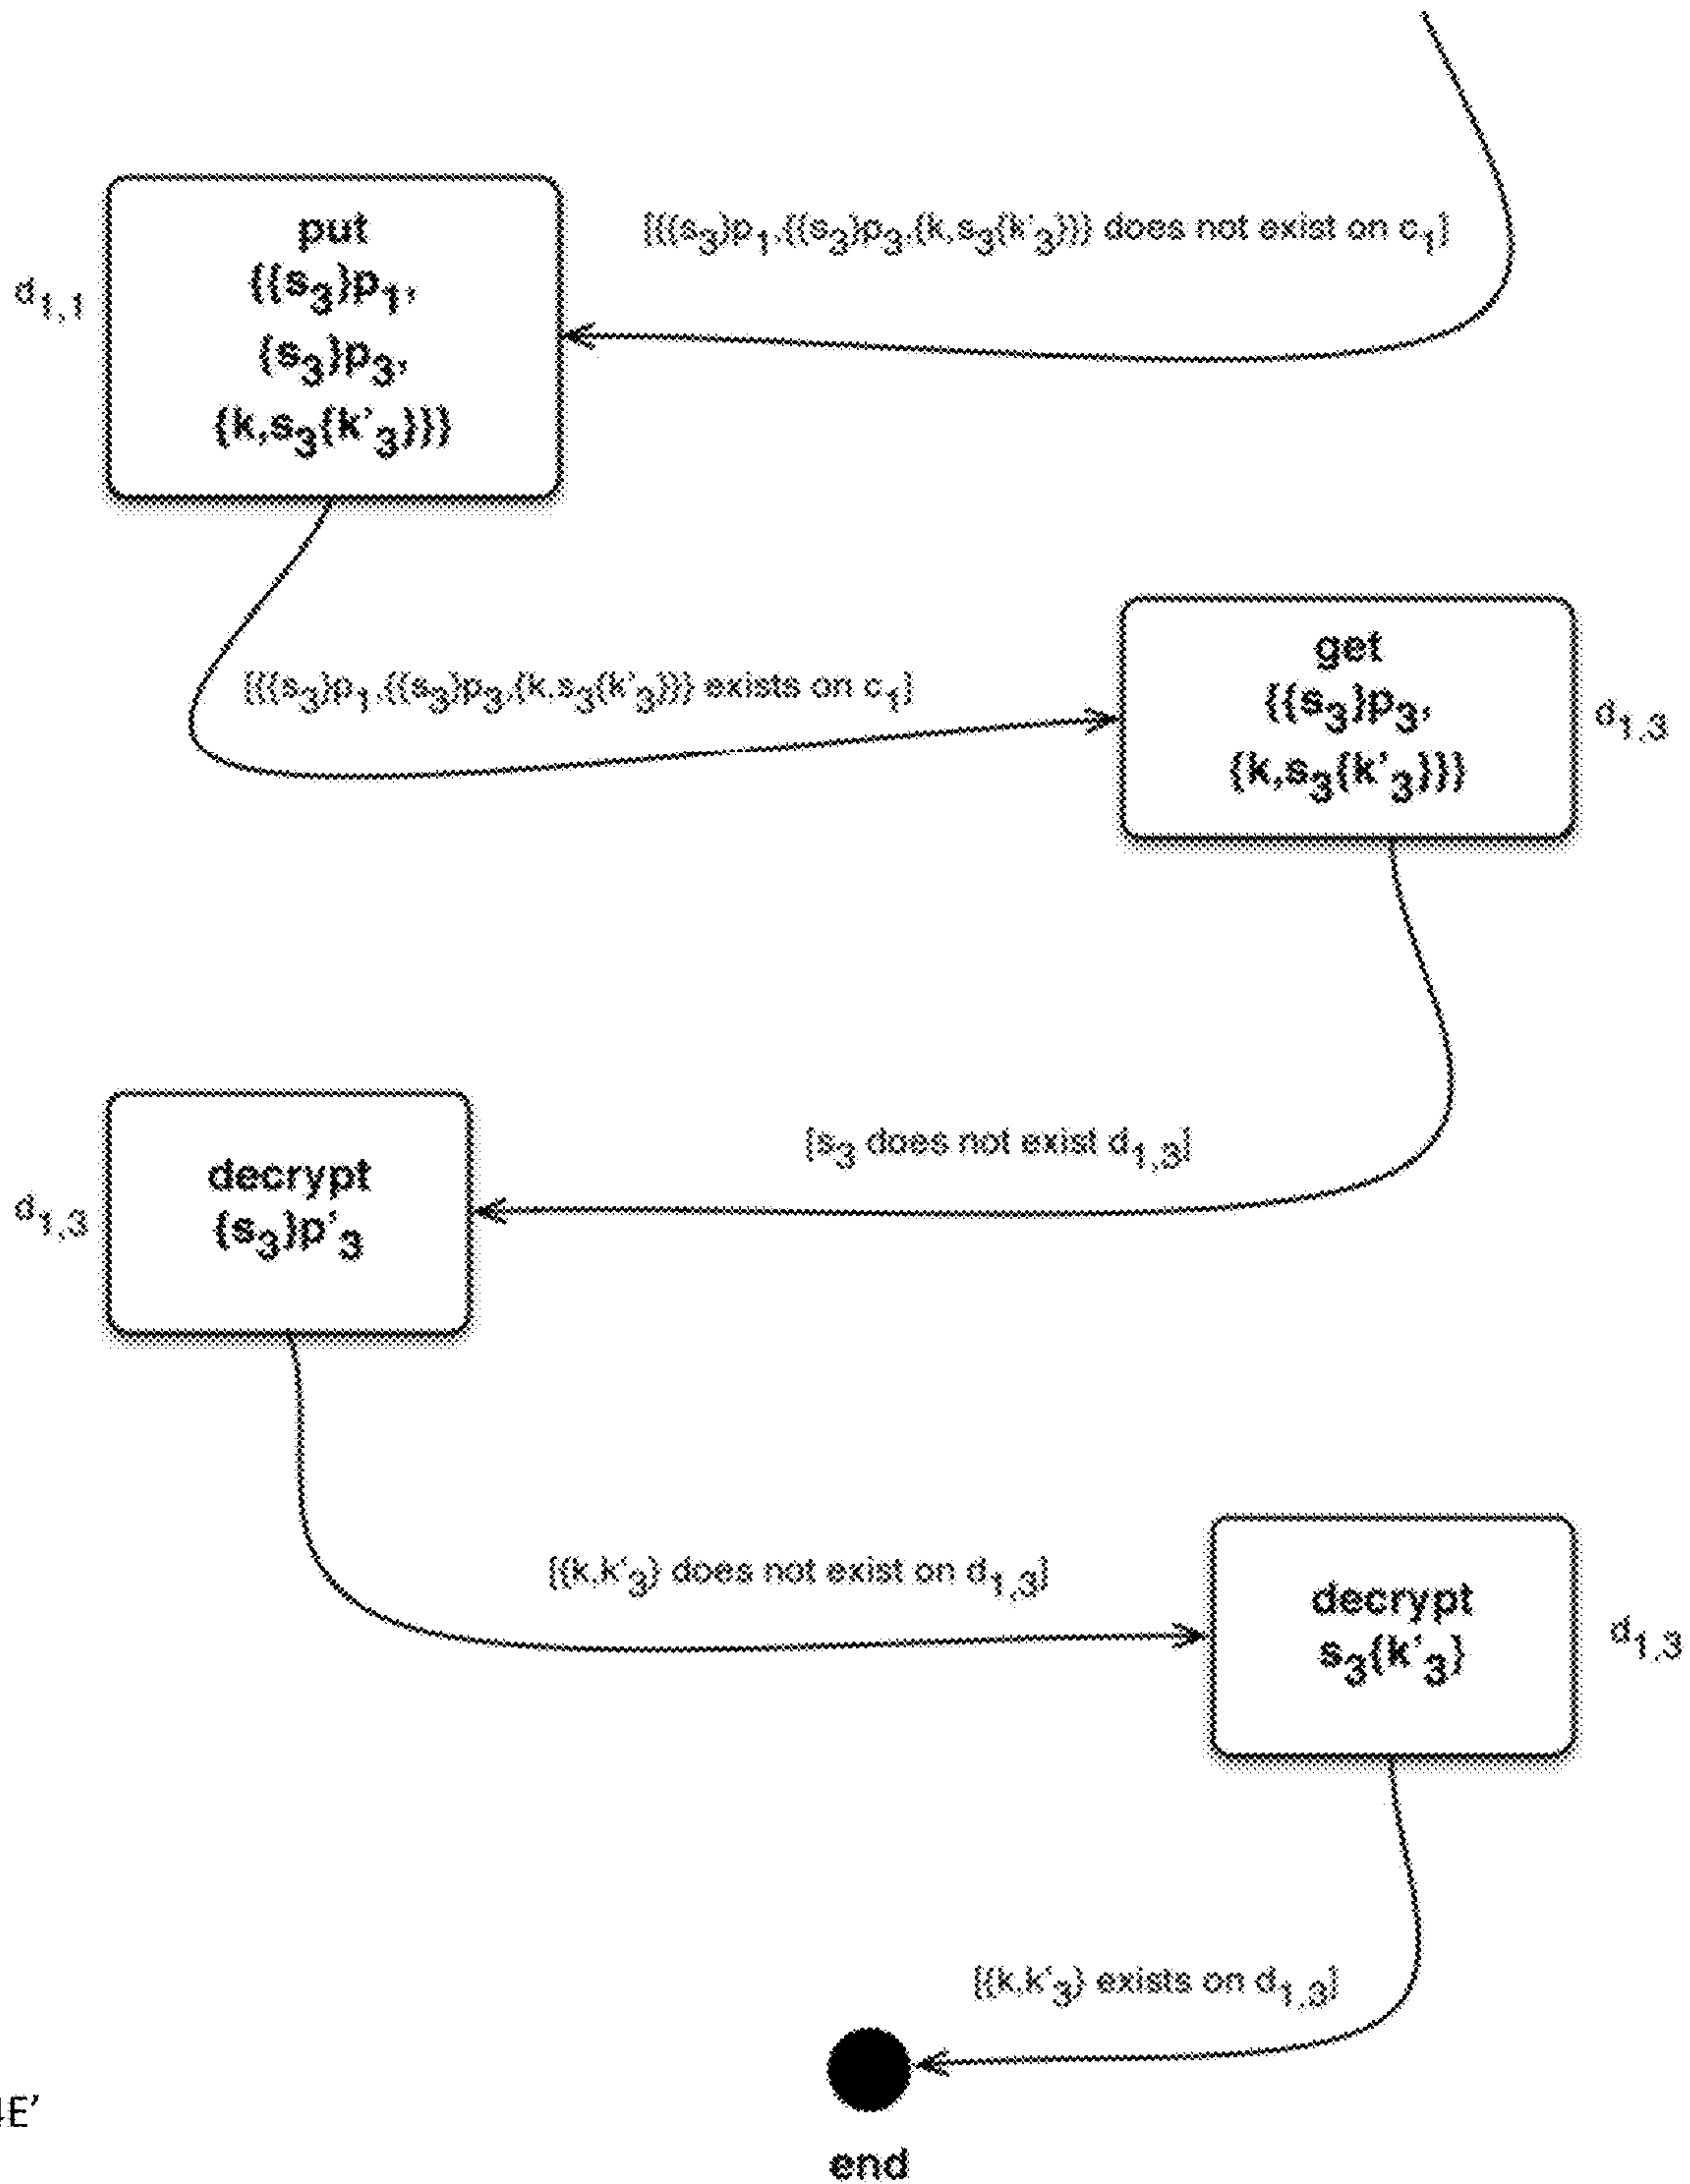 put
{{s₃}p₁,
{s₃}p₃,
{k,s₃{k'₃}}}
d₁,₁
[{{s₃}p₁,{{s₃}p₃,{k,s₃{k'₃}}} does not exist on c₁]
[{{s₃}p₁,{{s₃}p₃,{k,s₃{k'₃}}} exists on c₁]
get
{{s₃}p₃,
{k,s₃{k'₃}}}
d₁,₃
[s₃ does not exist d₁,₃]
decrypt
{s₃}p'₃
d₁,₃
[{k,k'₃} does not exist on d₁,₃]
decrypt
s₃{k'₃}
d₁,₃
[{k,k'₃} exists on d₁,₃]
end
4E'